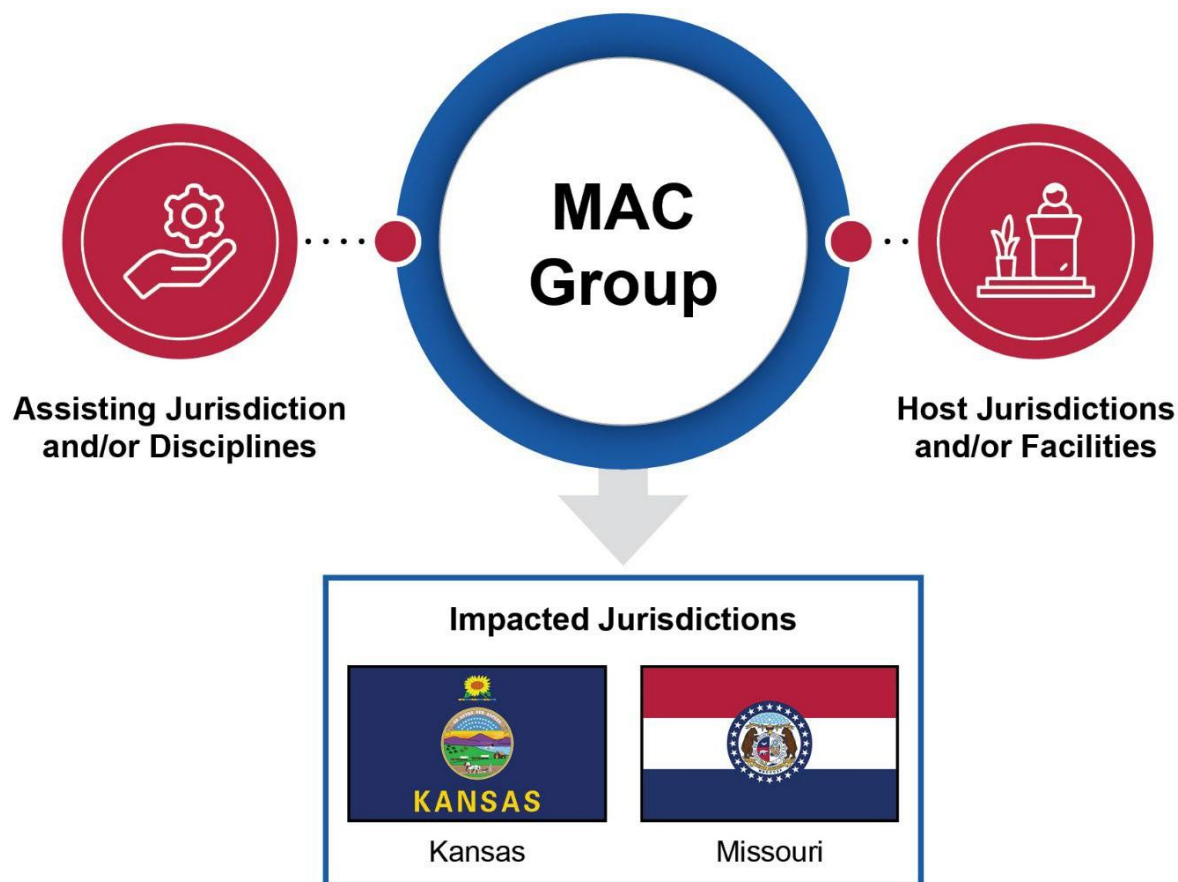 MAC
Group
Assisting Jurisdiction
and/or Disciplines
Host Jurisdictions
and/or Facilities
Impacted Jurisdictions
KANSAS
Kansas
Missouri